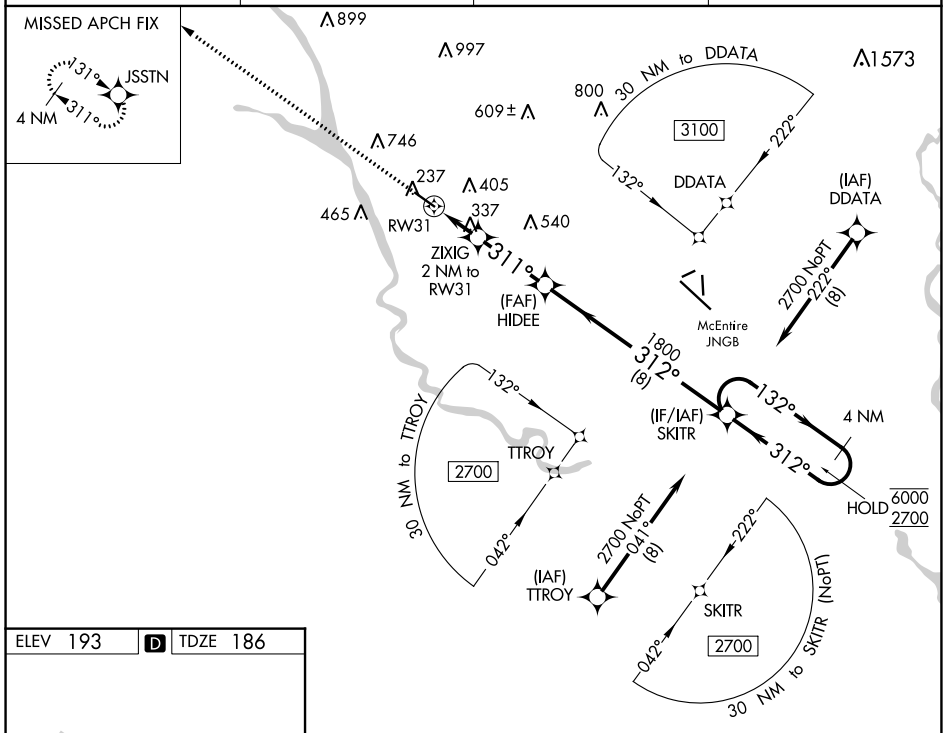 MISSED APCH FIX
131°
JSSTN
311°
4 NM
899
997
1573
609±
800
30 NM to DDATA
3100
132°
222°
DDATA
746
237
405
465
RW31
337
540
ZIXIG
2 NM to
RW31
311°
(FAF)
HIDEE
(IAF)
DDATA
2700 NoPT
222°
(8)
McEntire
JNGB
1800
312°
(8)
(IF/IAF)
SKITR
132°
4 NM
312°
HOLD
6000
2700
30 NM to TTROY
132°
TTROY
2700
042°
2700 NoPT
041°
(8)
(IAF)
TTROY
222°
SKITR
042°
2700
30 NM to SKITR (NoPT)
ELEV 193
D
TDZE 186